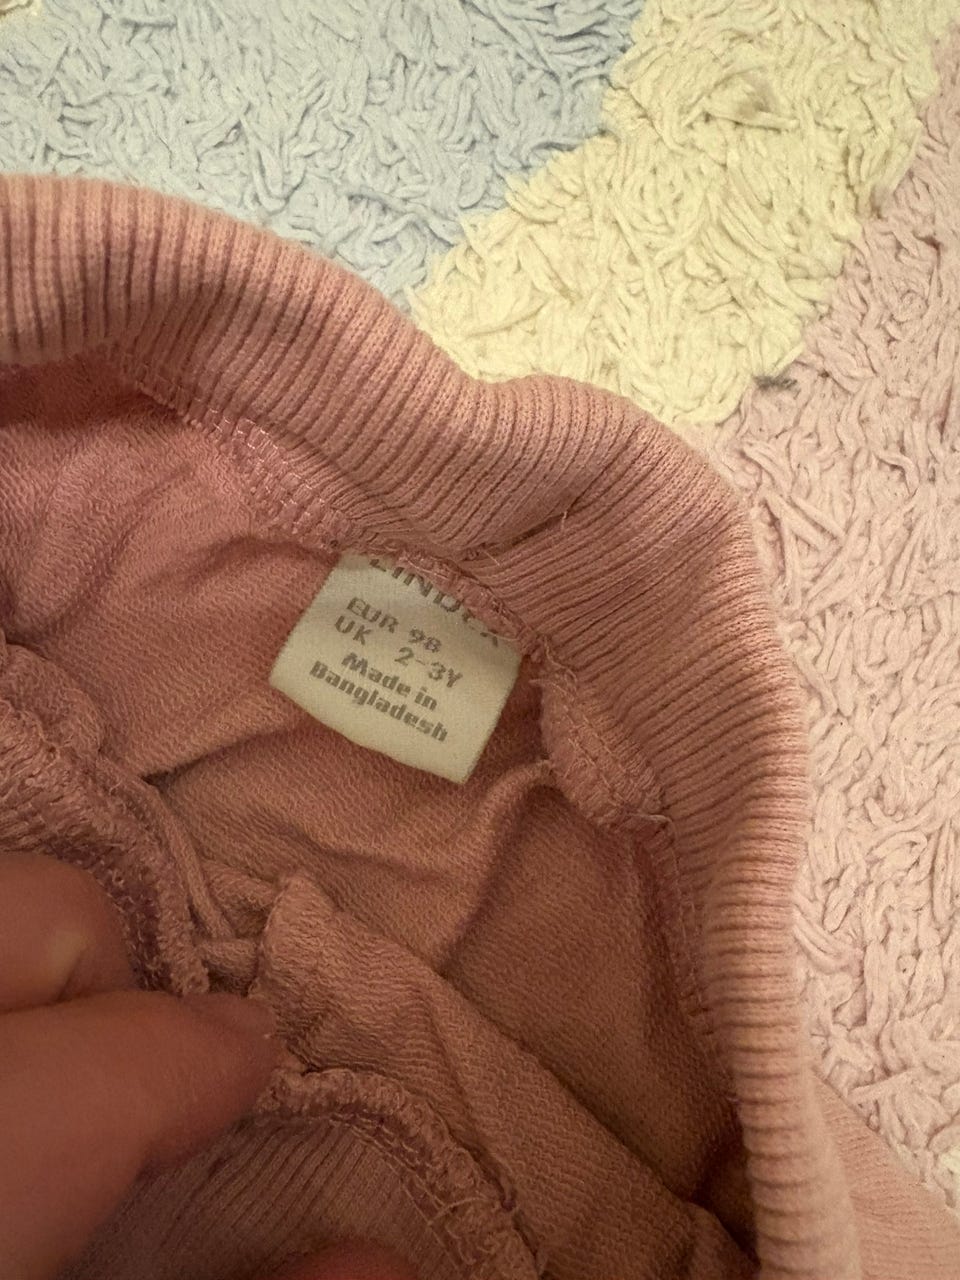 LINDEX
EUR 98
UK 2-3Y
Made in
Bangladesh